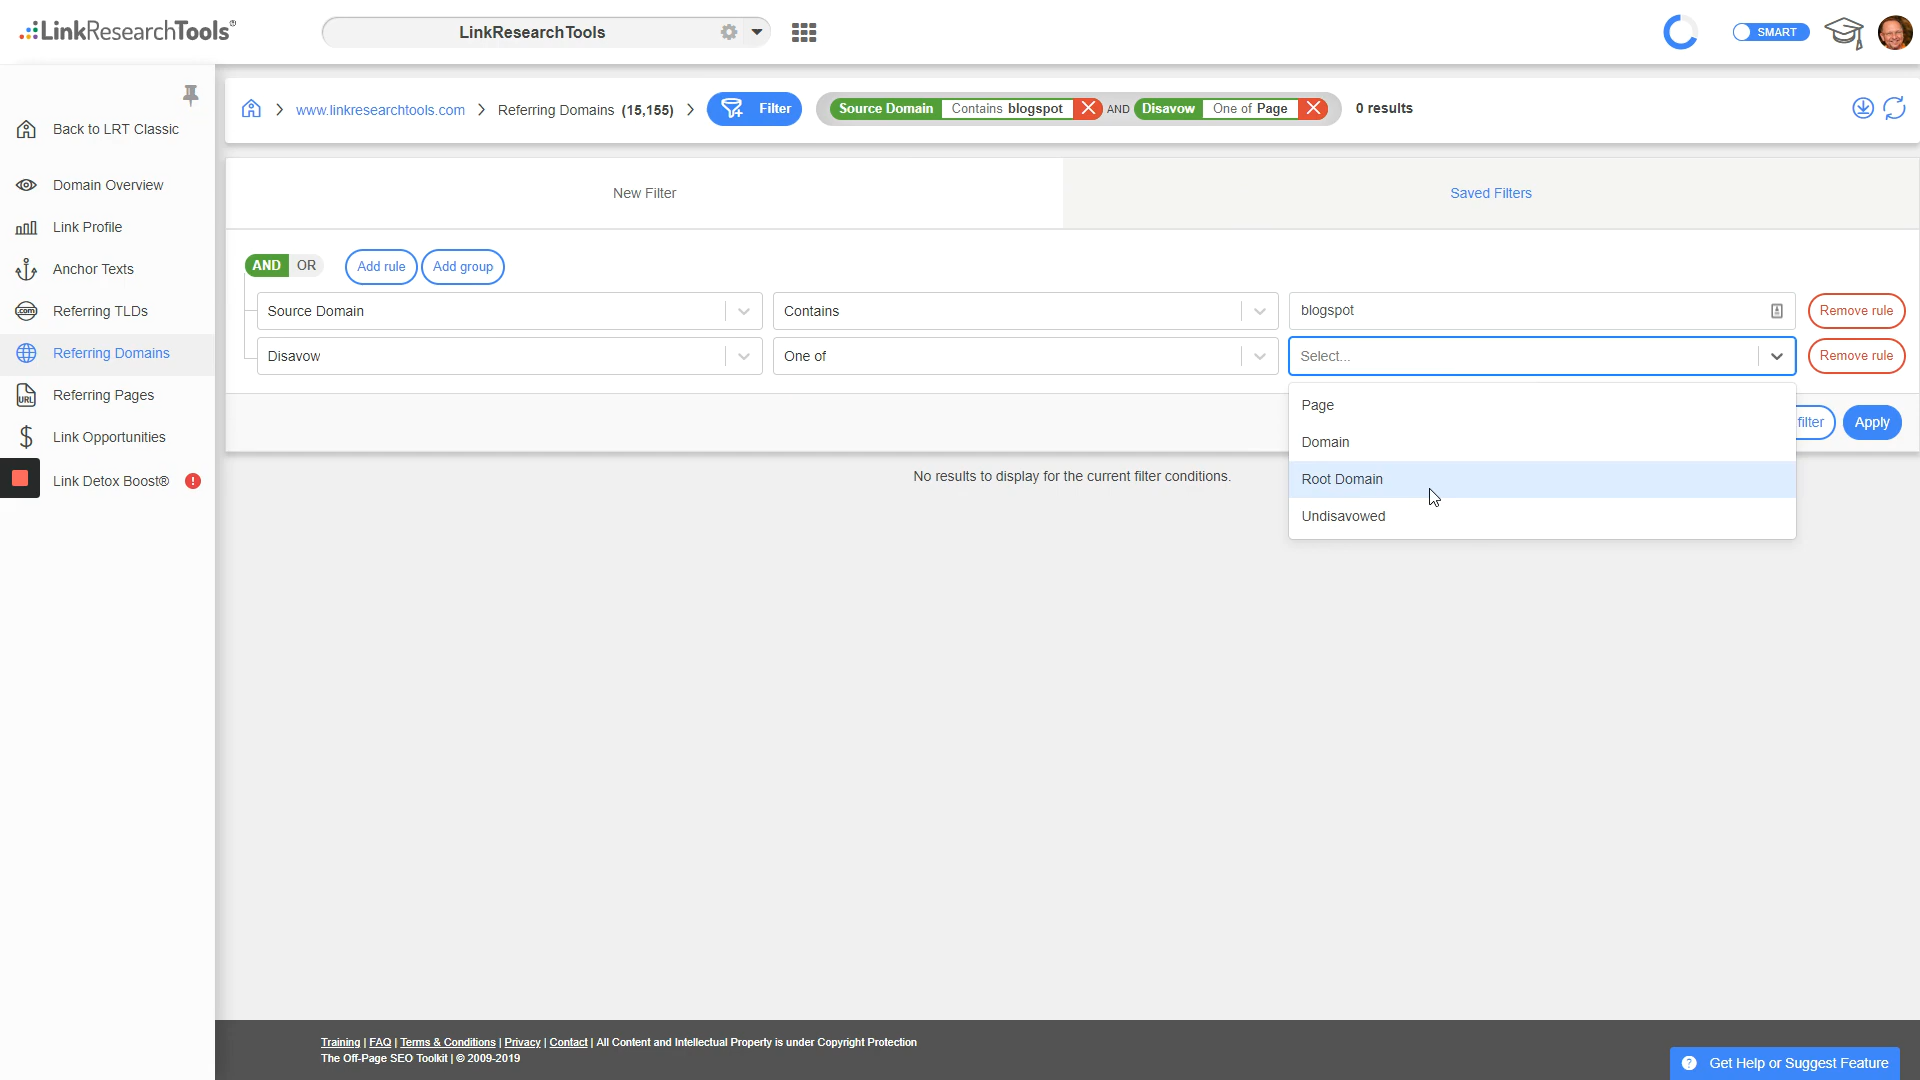 LinkResearchTools®
LinkResearchTools
SMART
www.linkresearchtools.com
Referring Domains (15,155)
Filter
Source Domain Contains blogspot AND Disavow One of Page
0 results
Back to LRT Classic
Domain Overview
Link Profile
Anchor Texts
.com
Referring TLDs
Referring Domains
URL
Referring Pages
Link Opportunities
Link Detox Boost®
New Filter
Saved Filters
AND OR Add rule Add group
Source Domain Contains blogspot Remove rule
Disavow One of Select... Remove rule
Page
Domain
Root Domain
Undisavowed
filter Apply
No results to display for the current filter conditions.
Training | FAQ | Terms & Conditions | Privacy | Contact | All Content and Intellectual Property is under Copyright Protection
The Off-Page SEO Toolkit | © 2009-2019
? Get Help or Suggest Feature